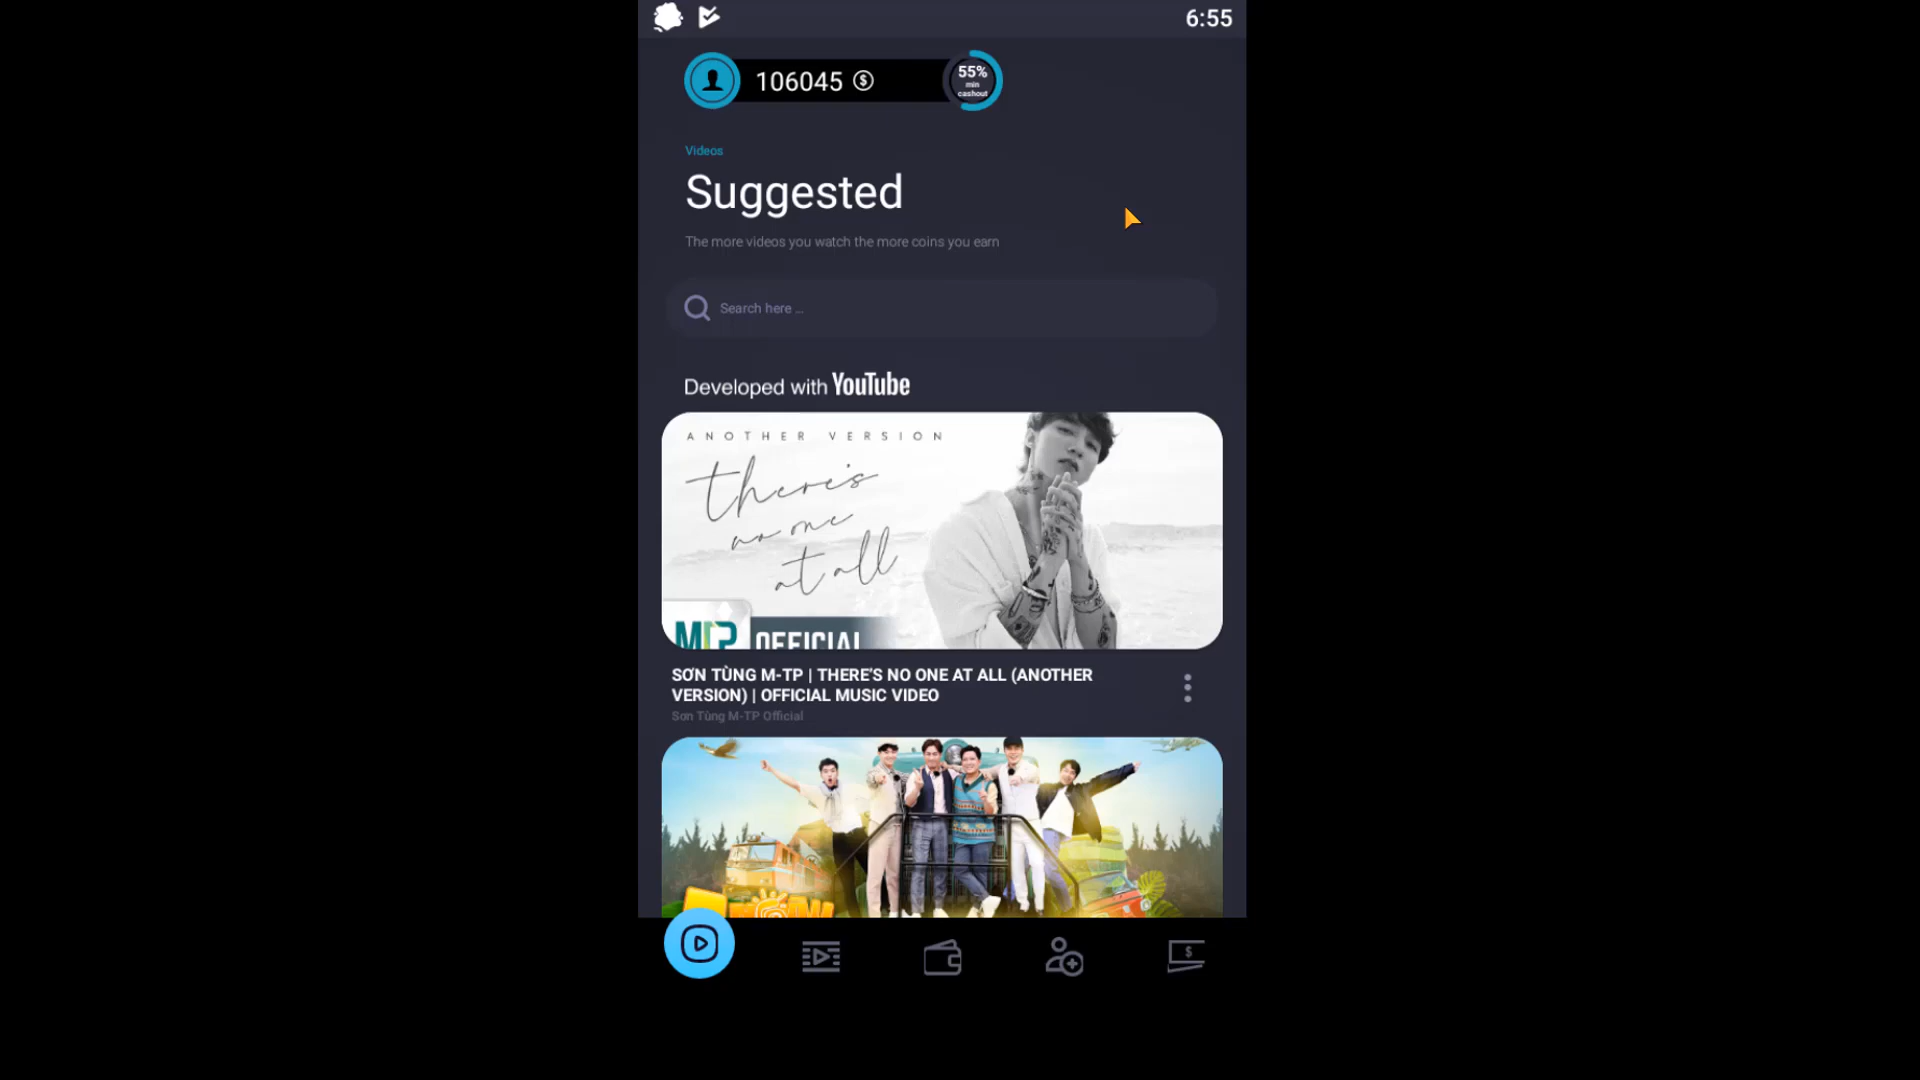 6:55
106045
55%
min
cashout
Videos
Suggested
The more videos you watch the more coins you earn
Search here ...
Developed with YouTube
ANOTHER VERSION
there's
no one
at all
OFFICIAL
SƠN TÙNG M-TP | THERE'S NO ONE AT ALL (ANOTHER
VERSION) | OFFICIAL MUSIC VIDEO
Sơn Tùng M-TP Official